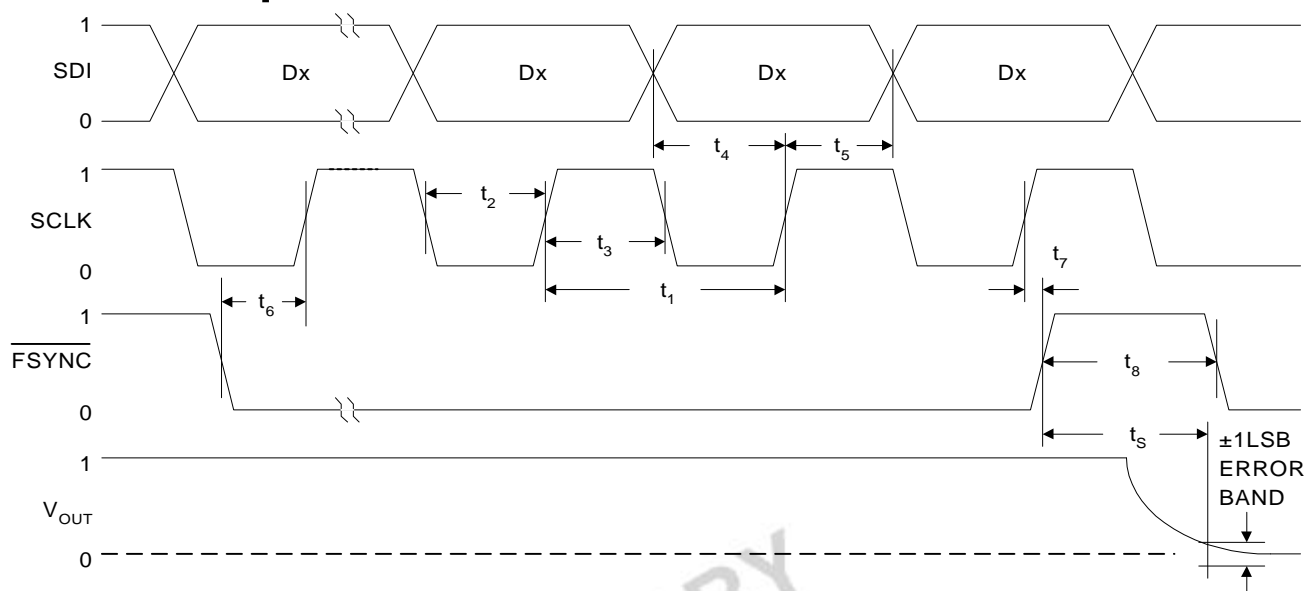 1
SDI
Dx
Dx
Dx
Dx
0
t4
t5
1
SCLK
t2
t3
0
t7
t1
t6
1
FSYNC
t8
0
tS
±1LSB
ERROR
BAND
1
VOUT
0